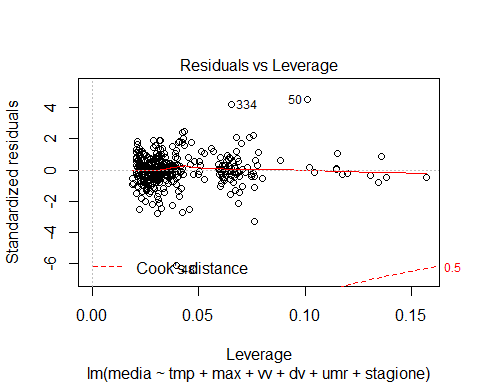 Residuals vs Leverage
Standardized residuals
4
2
0
-2
-4
-6
334
50
Cook's distance
0.5
0.00
0.05
0.10
0.15
Leverage
lm(media ~ tmp + max + vv + dv + umr + stagione)